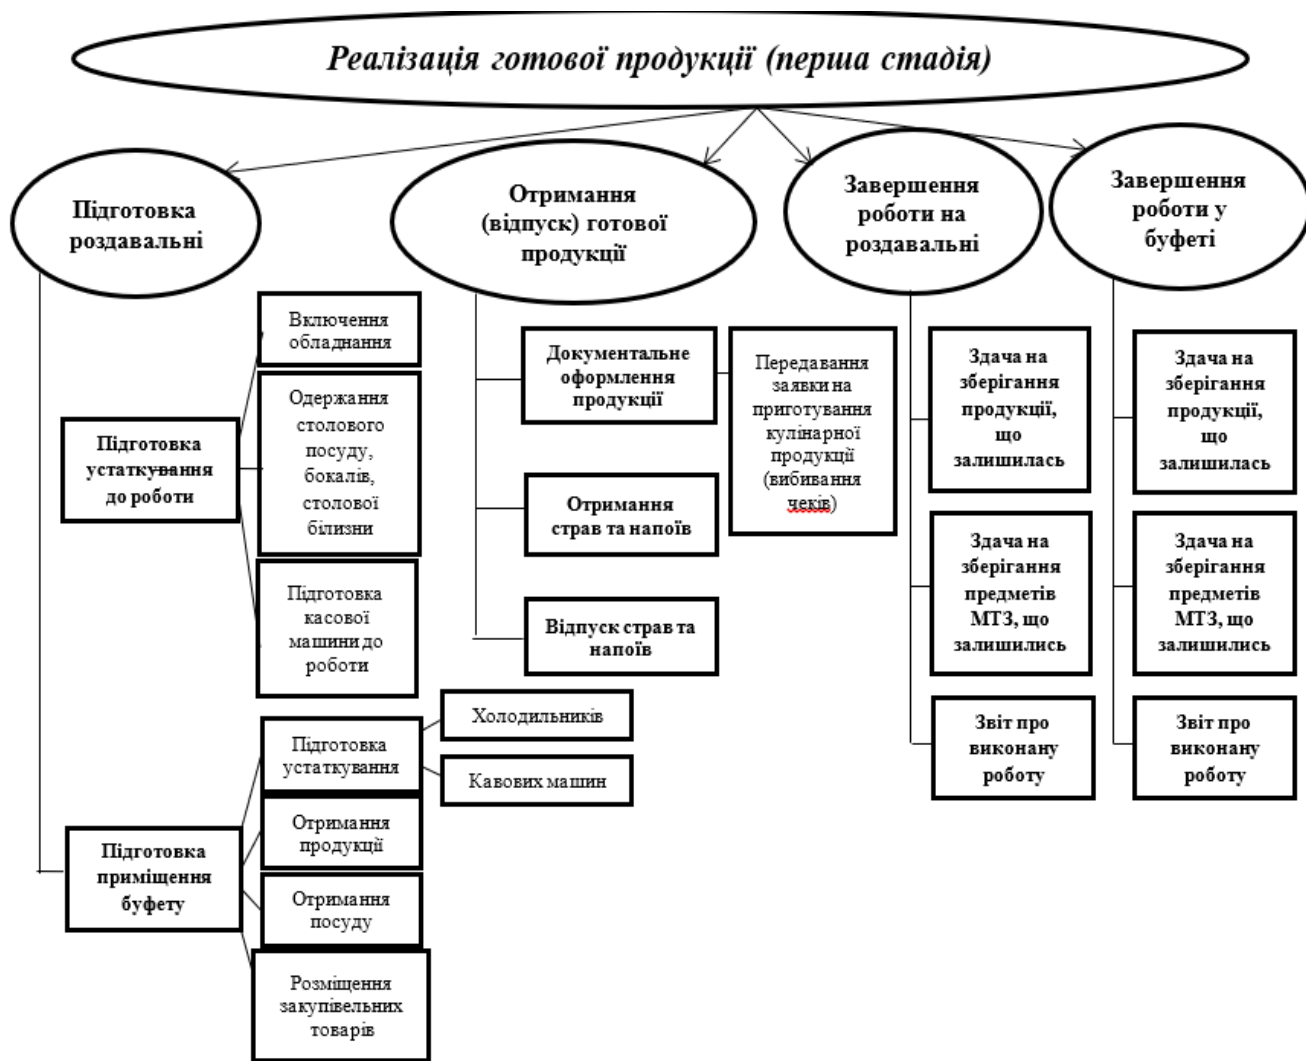 Реалізація готової продукції (перша стадія)
Підготовка
роздавальні
Отримання
(відпуск) готової
продукції
Завершення
роботи на
роздавальні
Завершення
роботи у
буфеті
Включення
обладнання
Одержання
столового
посуду,
бокалів,
столової
білизни
Підготовка
касової
машини до
роботи
Підготовка
устаткування
до роботи
Документальне
оформлення
продукції
Передавання
заявки на
приготування
кулінарної
продукції
(вибивання
чеків)
Отримання
страв та напоїв
Відпуск страв та
напоїв
Здача на
зберігання
продукції,
що
залишилась
Здача на
зберігання
предметів
МТЗ, що
залишились
Звіт про
виконану
роботу
Здача на
зберігання
продукції,
що
залишилась
Здача на
зберігання
предметів
МТЗ, що
залишились
Звіт про
виконану
роботу
Підготовка
приміщення
буфету
Підготовка
устаткування
Холодильників
Кавових машин
Отримання
продукції
Отримання
посуду
Розміщення
закупівельних
товарів